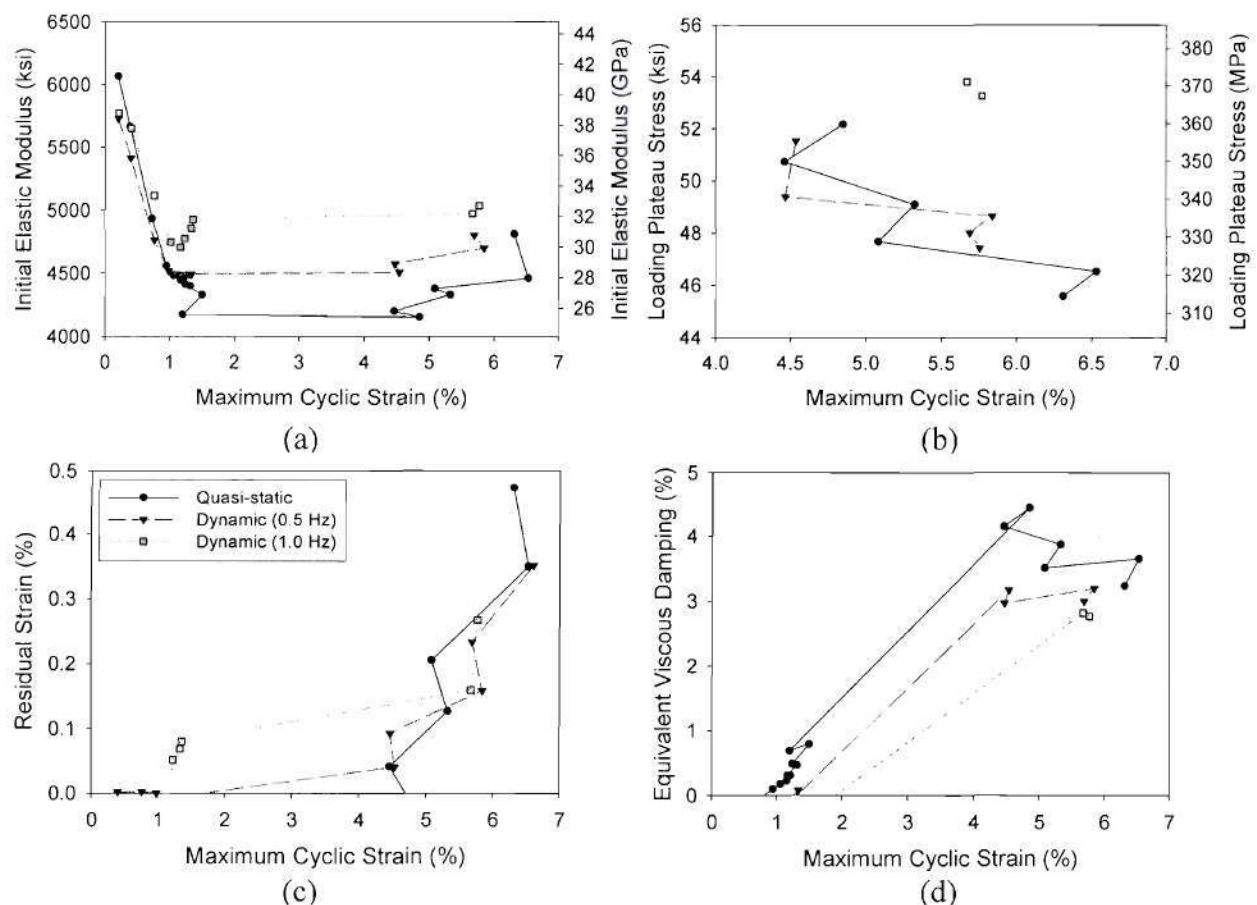 6500
6000
5500
5000
4500
4000
Initial Elastic Modulus (ksi)
44
42
40
38
36
34
32
30
28
26
Initial Elastic Modulus (GPa)
0 1 2 3 4 5 6 7
Maximum Cyclic Strain (%)
(a)
56
54
52
50
48
46
44
Loading Plateau Stress (ksi)
380
370
360
350
340
330
320
310
Loading Plateau Stress (MPa)
4.0 4.5 5.0 5.5 6.0 6.5 7.0
Maximum Cyclic Strain (%)
(b)
0.5
0.4
0.3
0.2
0.1
0.0
Residual Strain (%)
Quasi-static
Dynamic (0.5 Hz)
Dynamic (1.0 Hz)
0 1 2 3 4 5 6 7
Maximum Cyclic Strain (%)
(c)
5
4
3
2
1
0
Equivalent Viscous Damping (%)
0 1 2 3 4 5 6 7
Maximum Cyclic Strain (%)
(d)